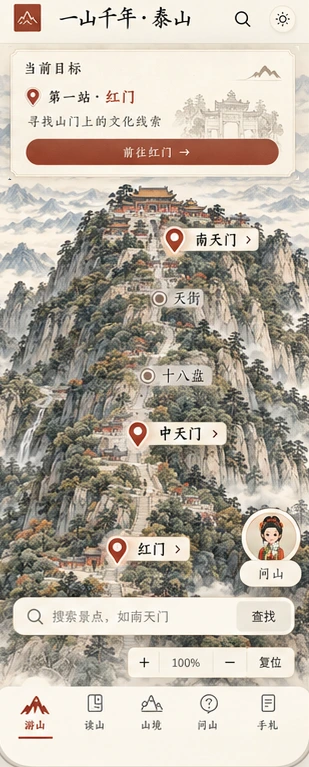 一山千年·泰山
当前目标
第一站·红门
寻找山门上的文化线索
前往红门 →
南天门 >
天街
十八盘
中天门 >
红门 >
问山
搜索景点，如南天门 查找
+ 100% − 复位
游山 读山 山境 问山 手札